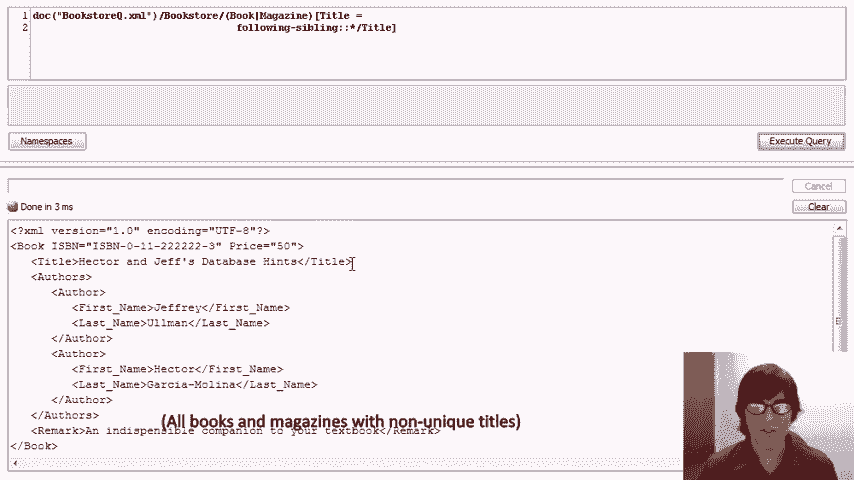 1 doc("BookstoreQ.xml")/Bookstore/(Book|Magazine)[Title =
2 following-sibling::*/Title]
Namespaces
Execute Query
Cancel
Done in 3 ms
Clear
<?xml version="1.0" encoding="UTF-8"?>
<Book ISBN="ISBN-0-11-222222-3" Price="50">
<Title>Hector and Jeff's Database Hints</Title>
<Authors>
<Author>
<First_Name>Jeffrey</First_Name>
<Last_Name>Ullman</Last_Name>
</Author>
<Author>
<First_Name>Hector</First_Name>
<Last_Name>Garcia-Molina</Last_Name>
</Author>
</Authors>
(All books and magazines with non-unique titles)
<Remark>An indispensible companion to your textbook</Remark>
</Book>